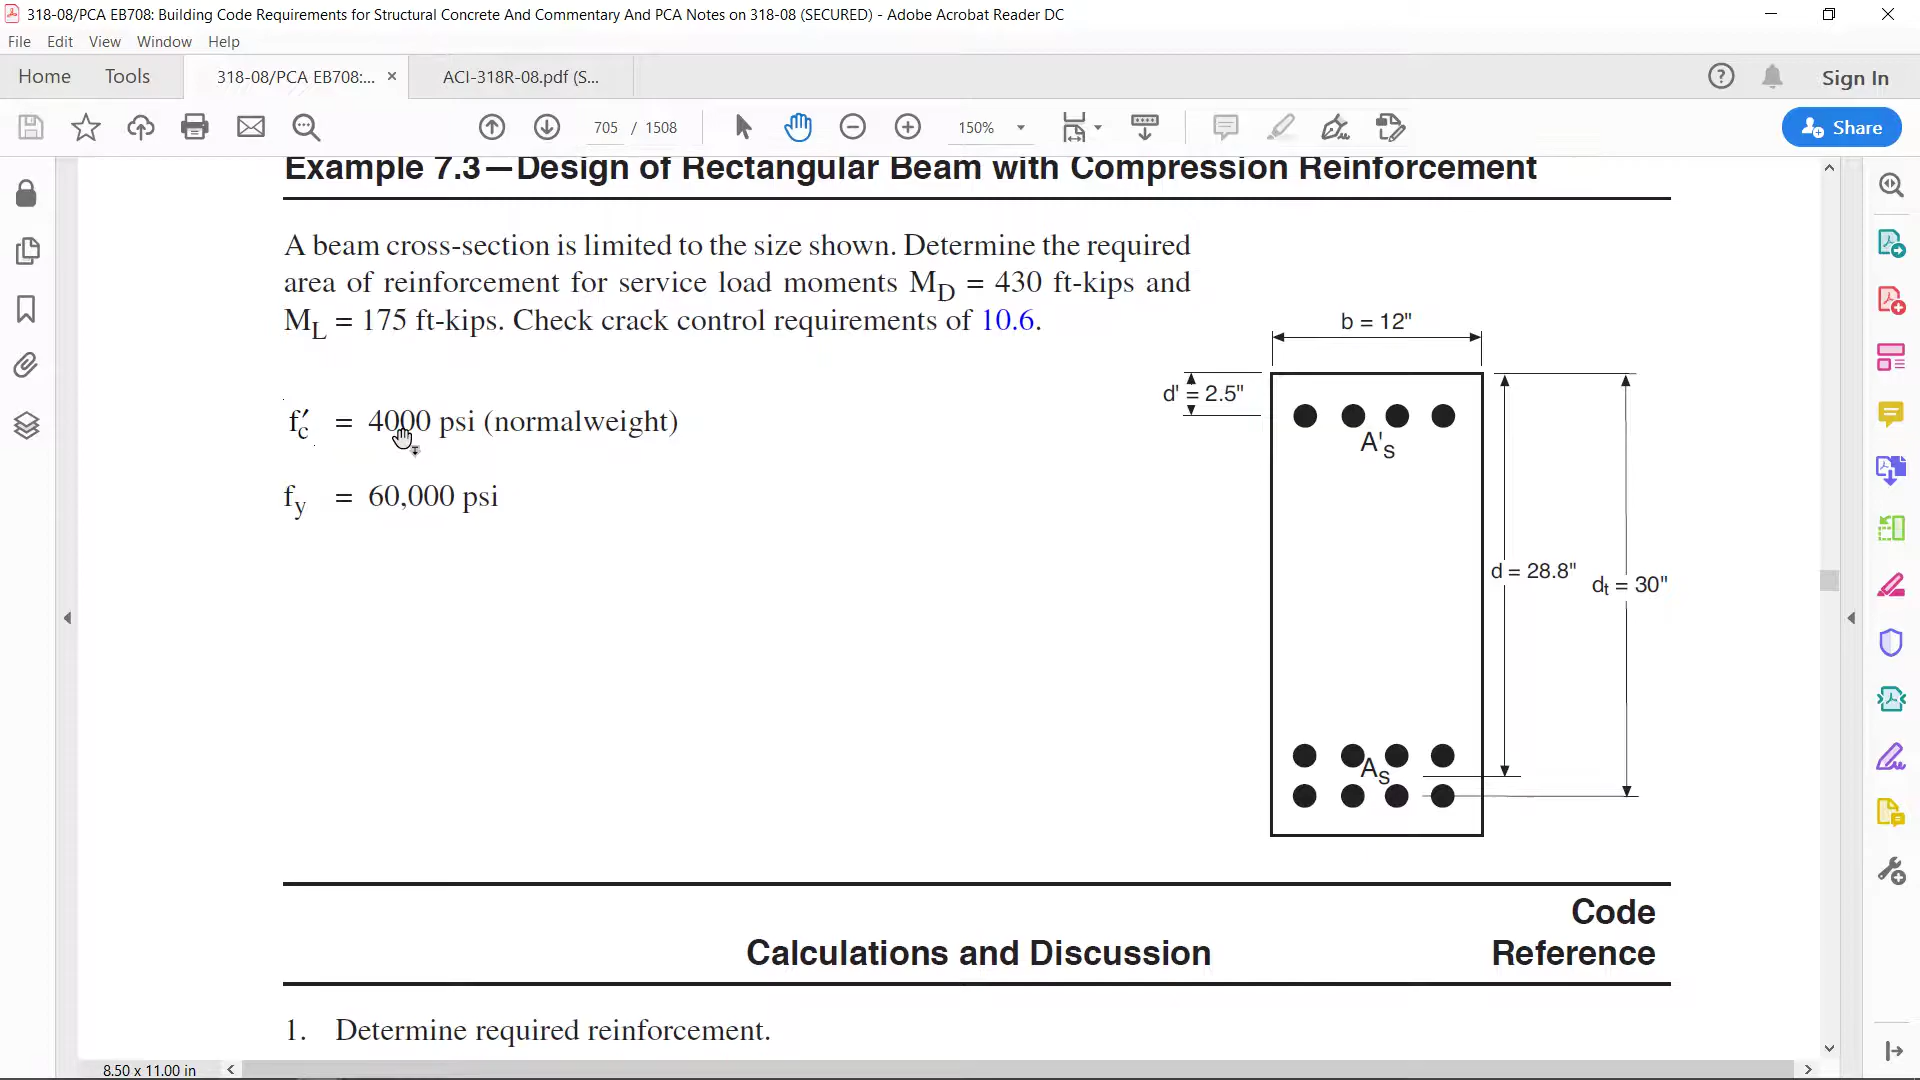 318-08/PCA EB708: Building Code Requirements for Structural Concrete And Commentary And PCA Notes on 318-08 (SECURED) - Adobe Acrobat Reader DC
File Edit View Window Help
Home Tools 318-08/PCA EB708:... × ACI-318R-08.pdf (S... Sign In
705 / 1508 150% Share
Example 7.3—Design of Rectangular Beam with Compression Reinforcement
A beam cross-section is limited to the size shown. Determine the required
area of reinforcement for service load moments M_D = 430 ft-kips and
M_L = 175 ft-kips. Check crack control requirements of 10.6.
b = 12"
d' = 2.5"
f′c = 4000 psi (normalweight)
A's
fy = 60,000 psi
d = 28.8"
dt = 30"
As
Code
Calculations and Discussion Reference
1. Determine required reinforcement.
8.50 x 11.00 in